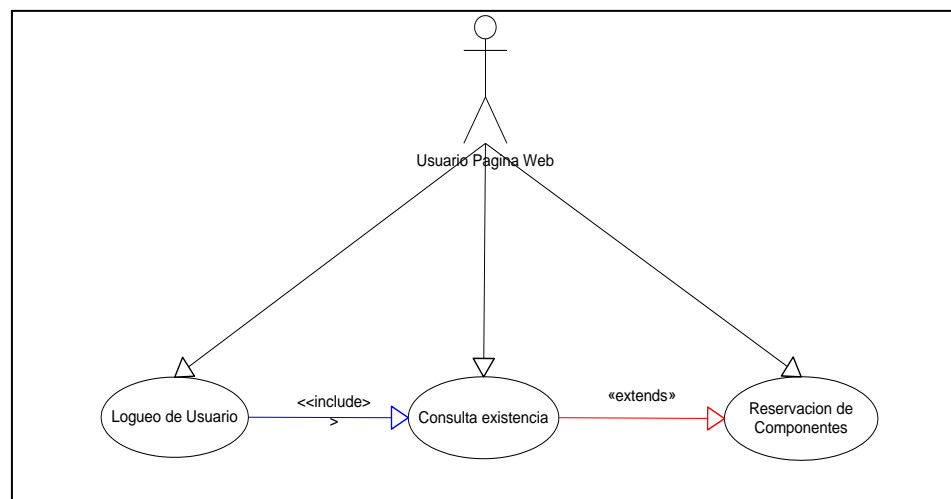 Usuario Pagina Web
<<include>
>
«extends»
Logueo de Usuario
Consulta existencia
Reservacion de
Componentes